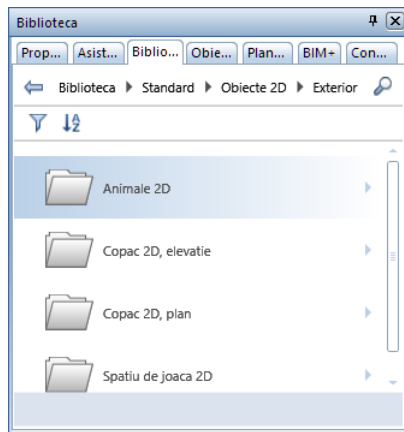 Biblioteca
Prop... Asist... Biblio... Obie... Plan... BIM+ Con...
Biblioteca Standard Obiecte 2D Exterior
Animale 2D
Copac 2D, elevatie
Copac 2D, plan
Spatiu de joaca 2D